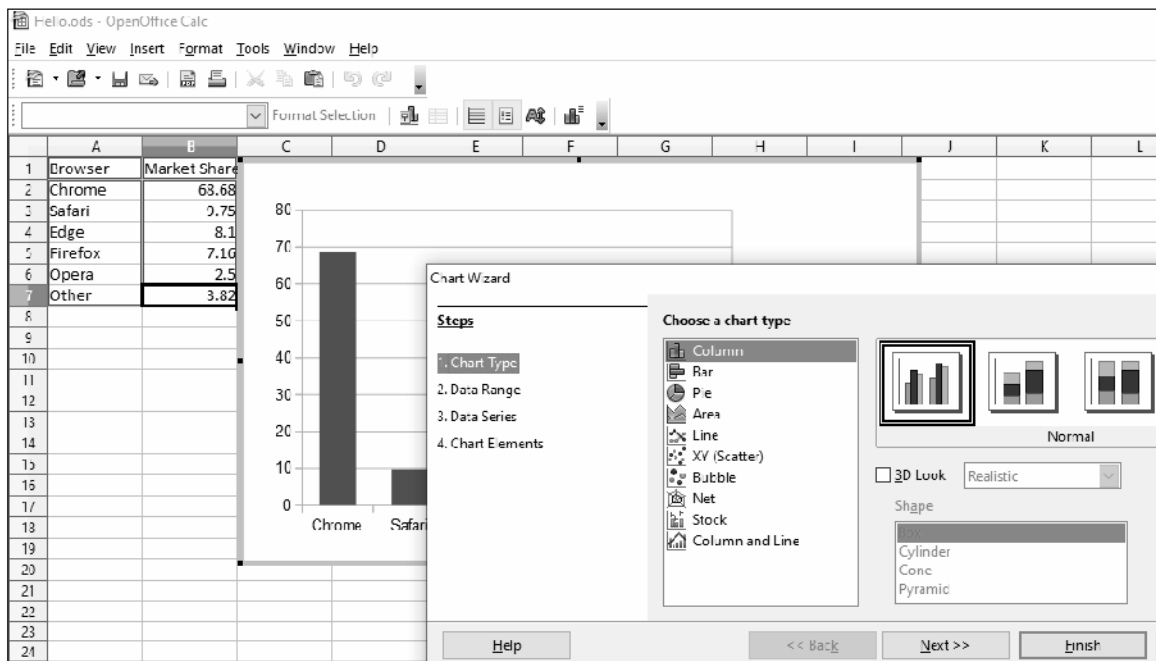 Hello.ods - OpenOffice Calc
File Edit View Insert Format Tools Window Help
Format Selection
A B C D E F G H I J K L
1 Browser Market Share
2 Chrome 68.68
3 Safari 9.75
4 Edge 8.1
5 Firefox 7.16
6 Opera 2.5
7 Other 3.82
8
9
10
11
12
13
14
15
16
17
18
19
20
21
22
23
24
80
70
60
50
40
30
20
10
0
Chrome Safari
Chart Wizard
Steps
1. Chart Type
2. Data Range
3. Data Series
4. Chart Elements
Choose a chart type
Column
Bar
Pie
Area
Line
XY (Scatter)
Bubble
Net
Stock
Column and Line
Normal
3D Look Realistic
Shape
Box
Cylinder
Cone
Pyramid
Help << Back Next >> Finish